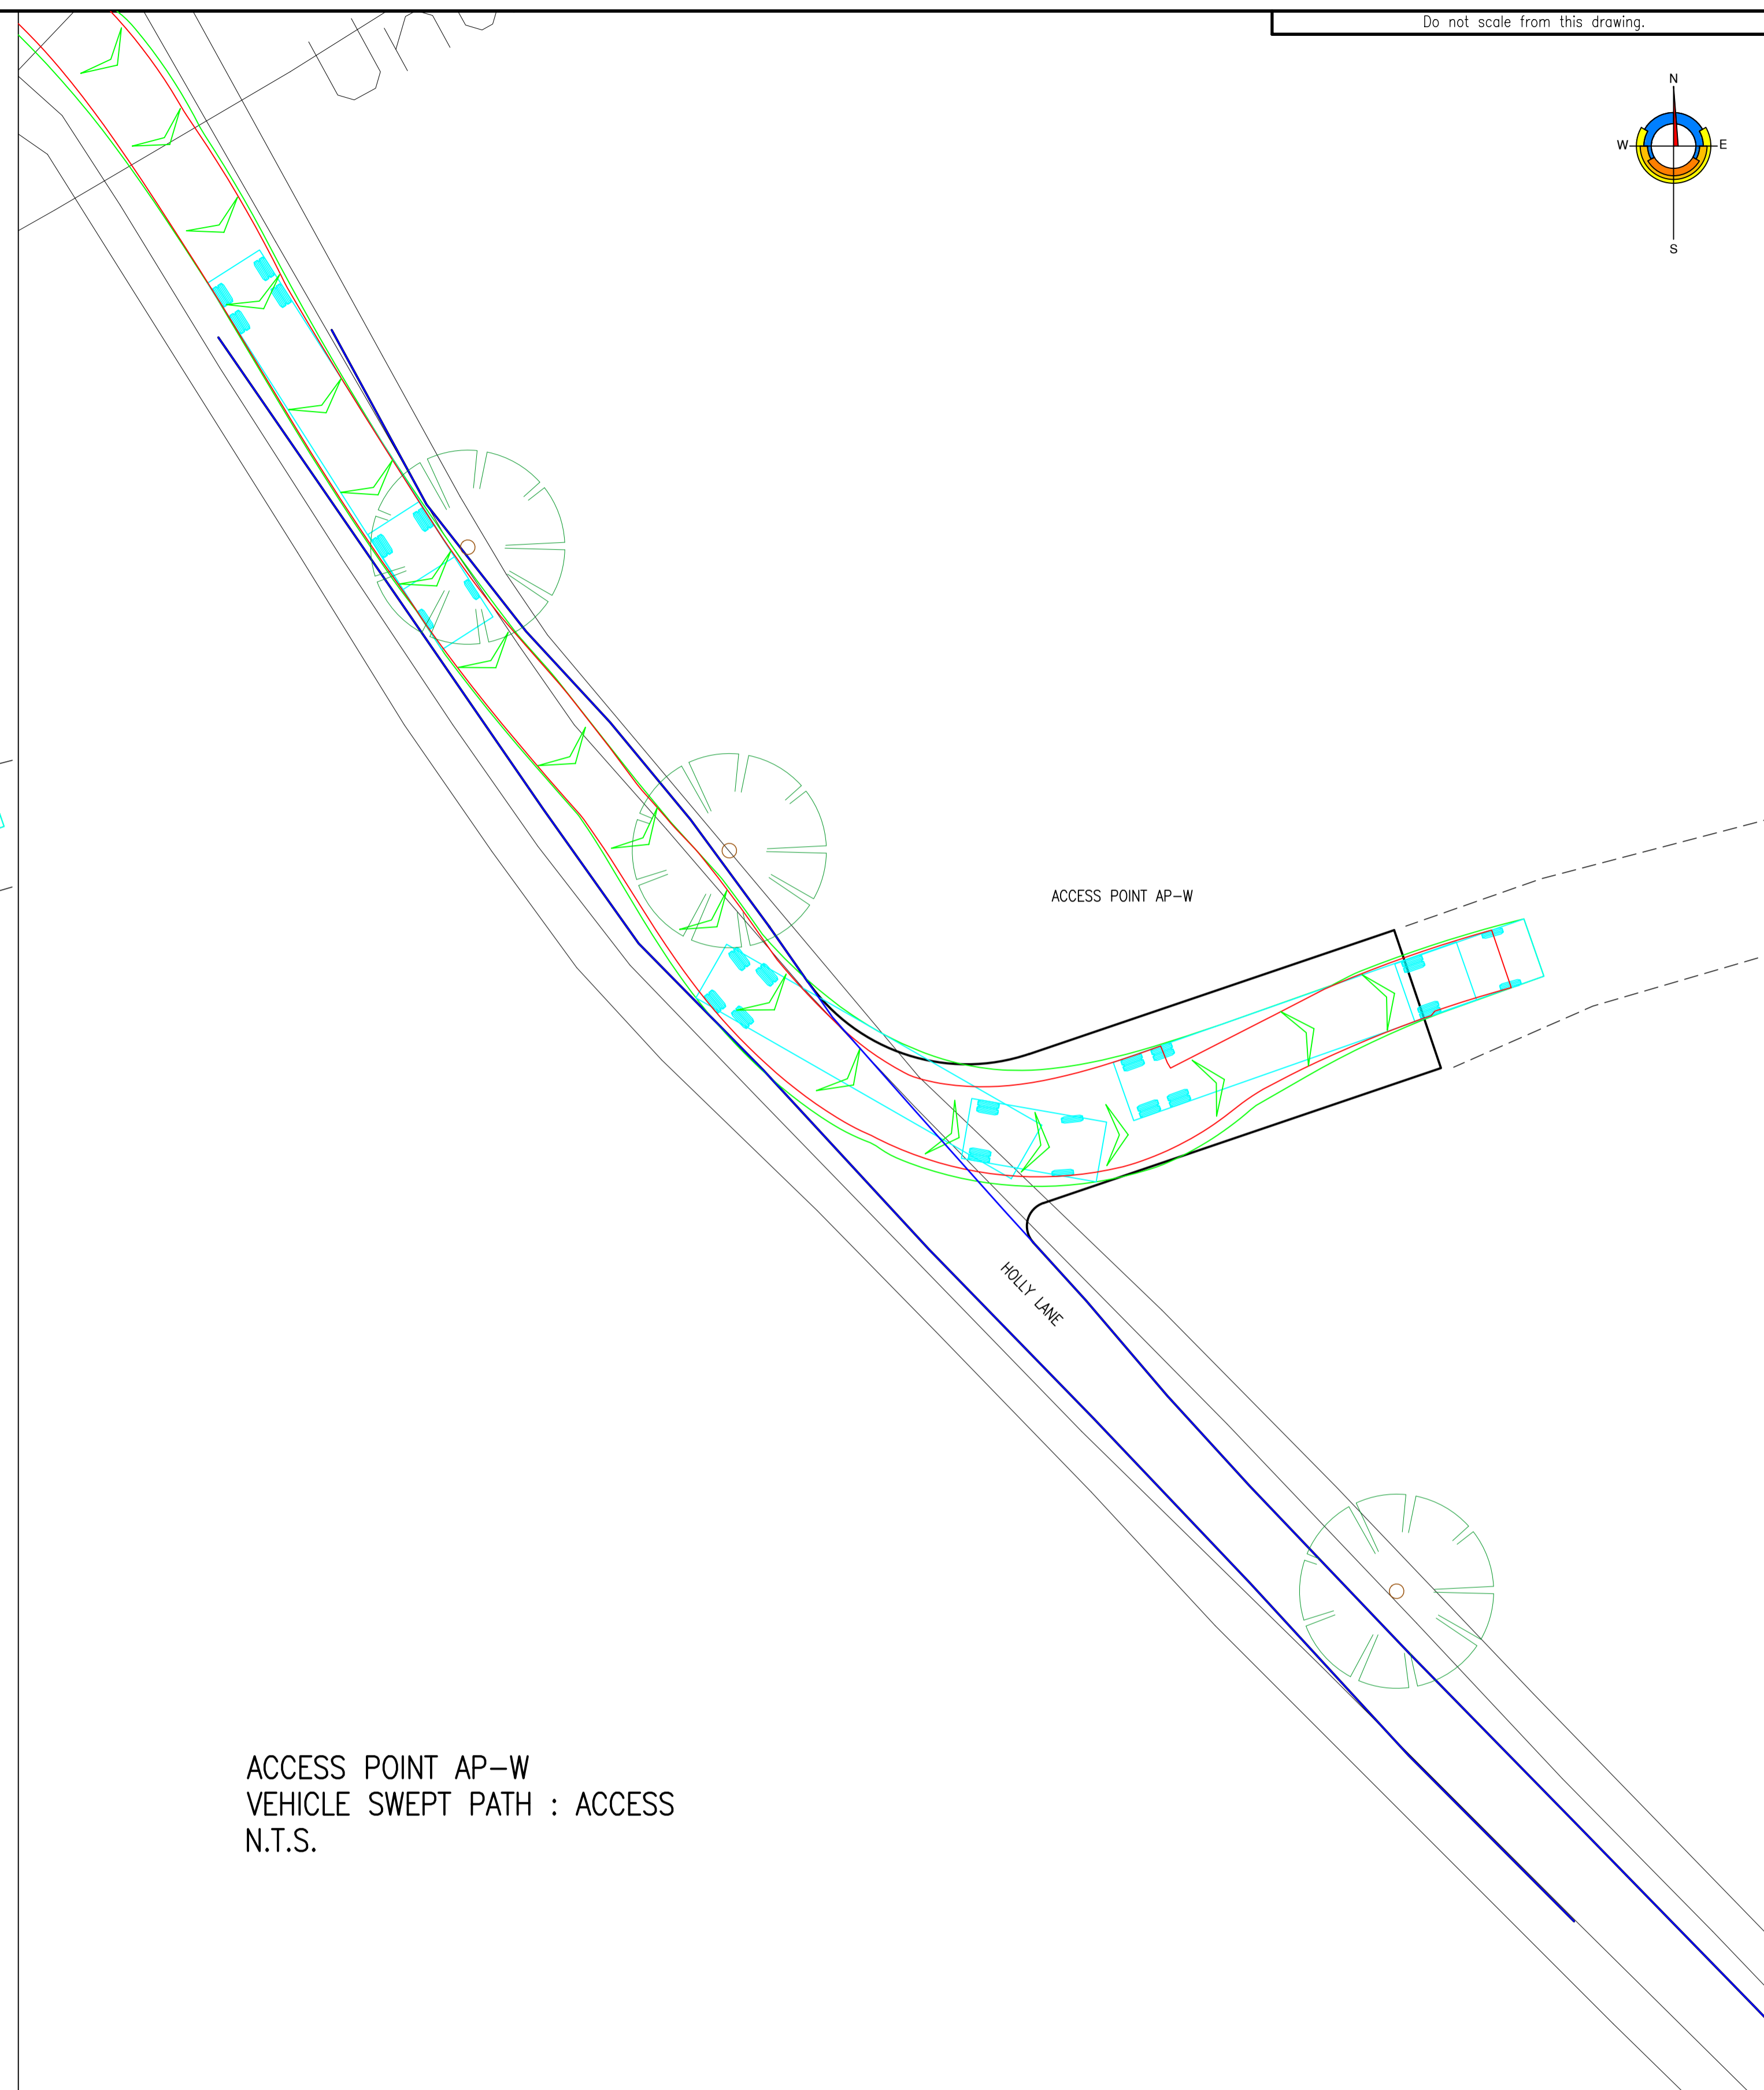 Do not scale from this drawing.
N
W
E
S
ACCESS POINT AP-W
HOLLY LANE
ACCESS POINT AP-W
VEHICLE SWEPT PATH : ACCESS
N.T.S.